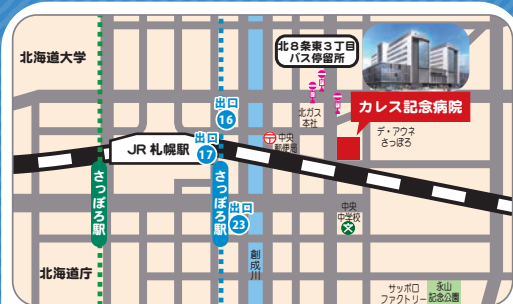 北海道大学
北8条東3丁目
バス停留所
カレス記念病院
出口
16
北ガス
本社
デ・アウネ
さっぽろ
JR 札幌駅
出口
17
中央
郵便局
さっぽろ駅
さっぽろ駅
出口
23
中央
中学校
文
北海道庁
創成川
サッポロ
ファクトリー
永山
記念公園